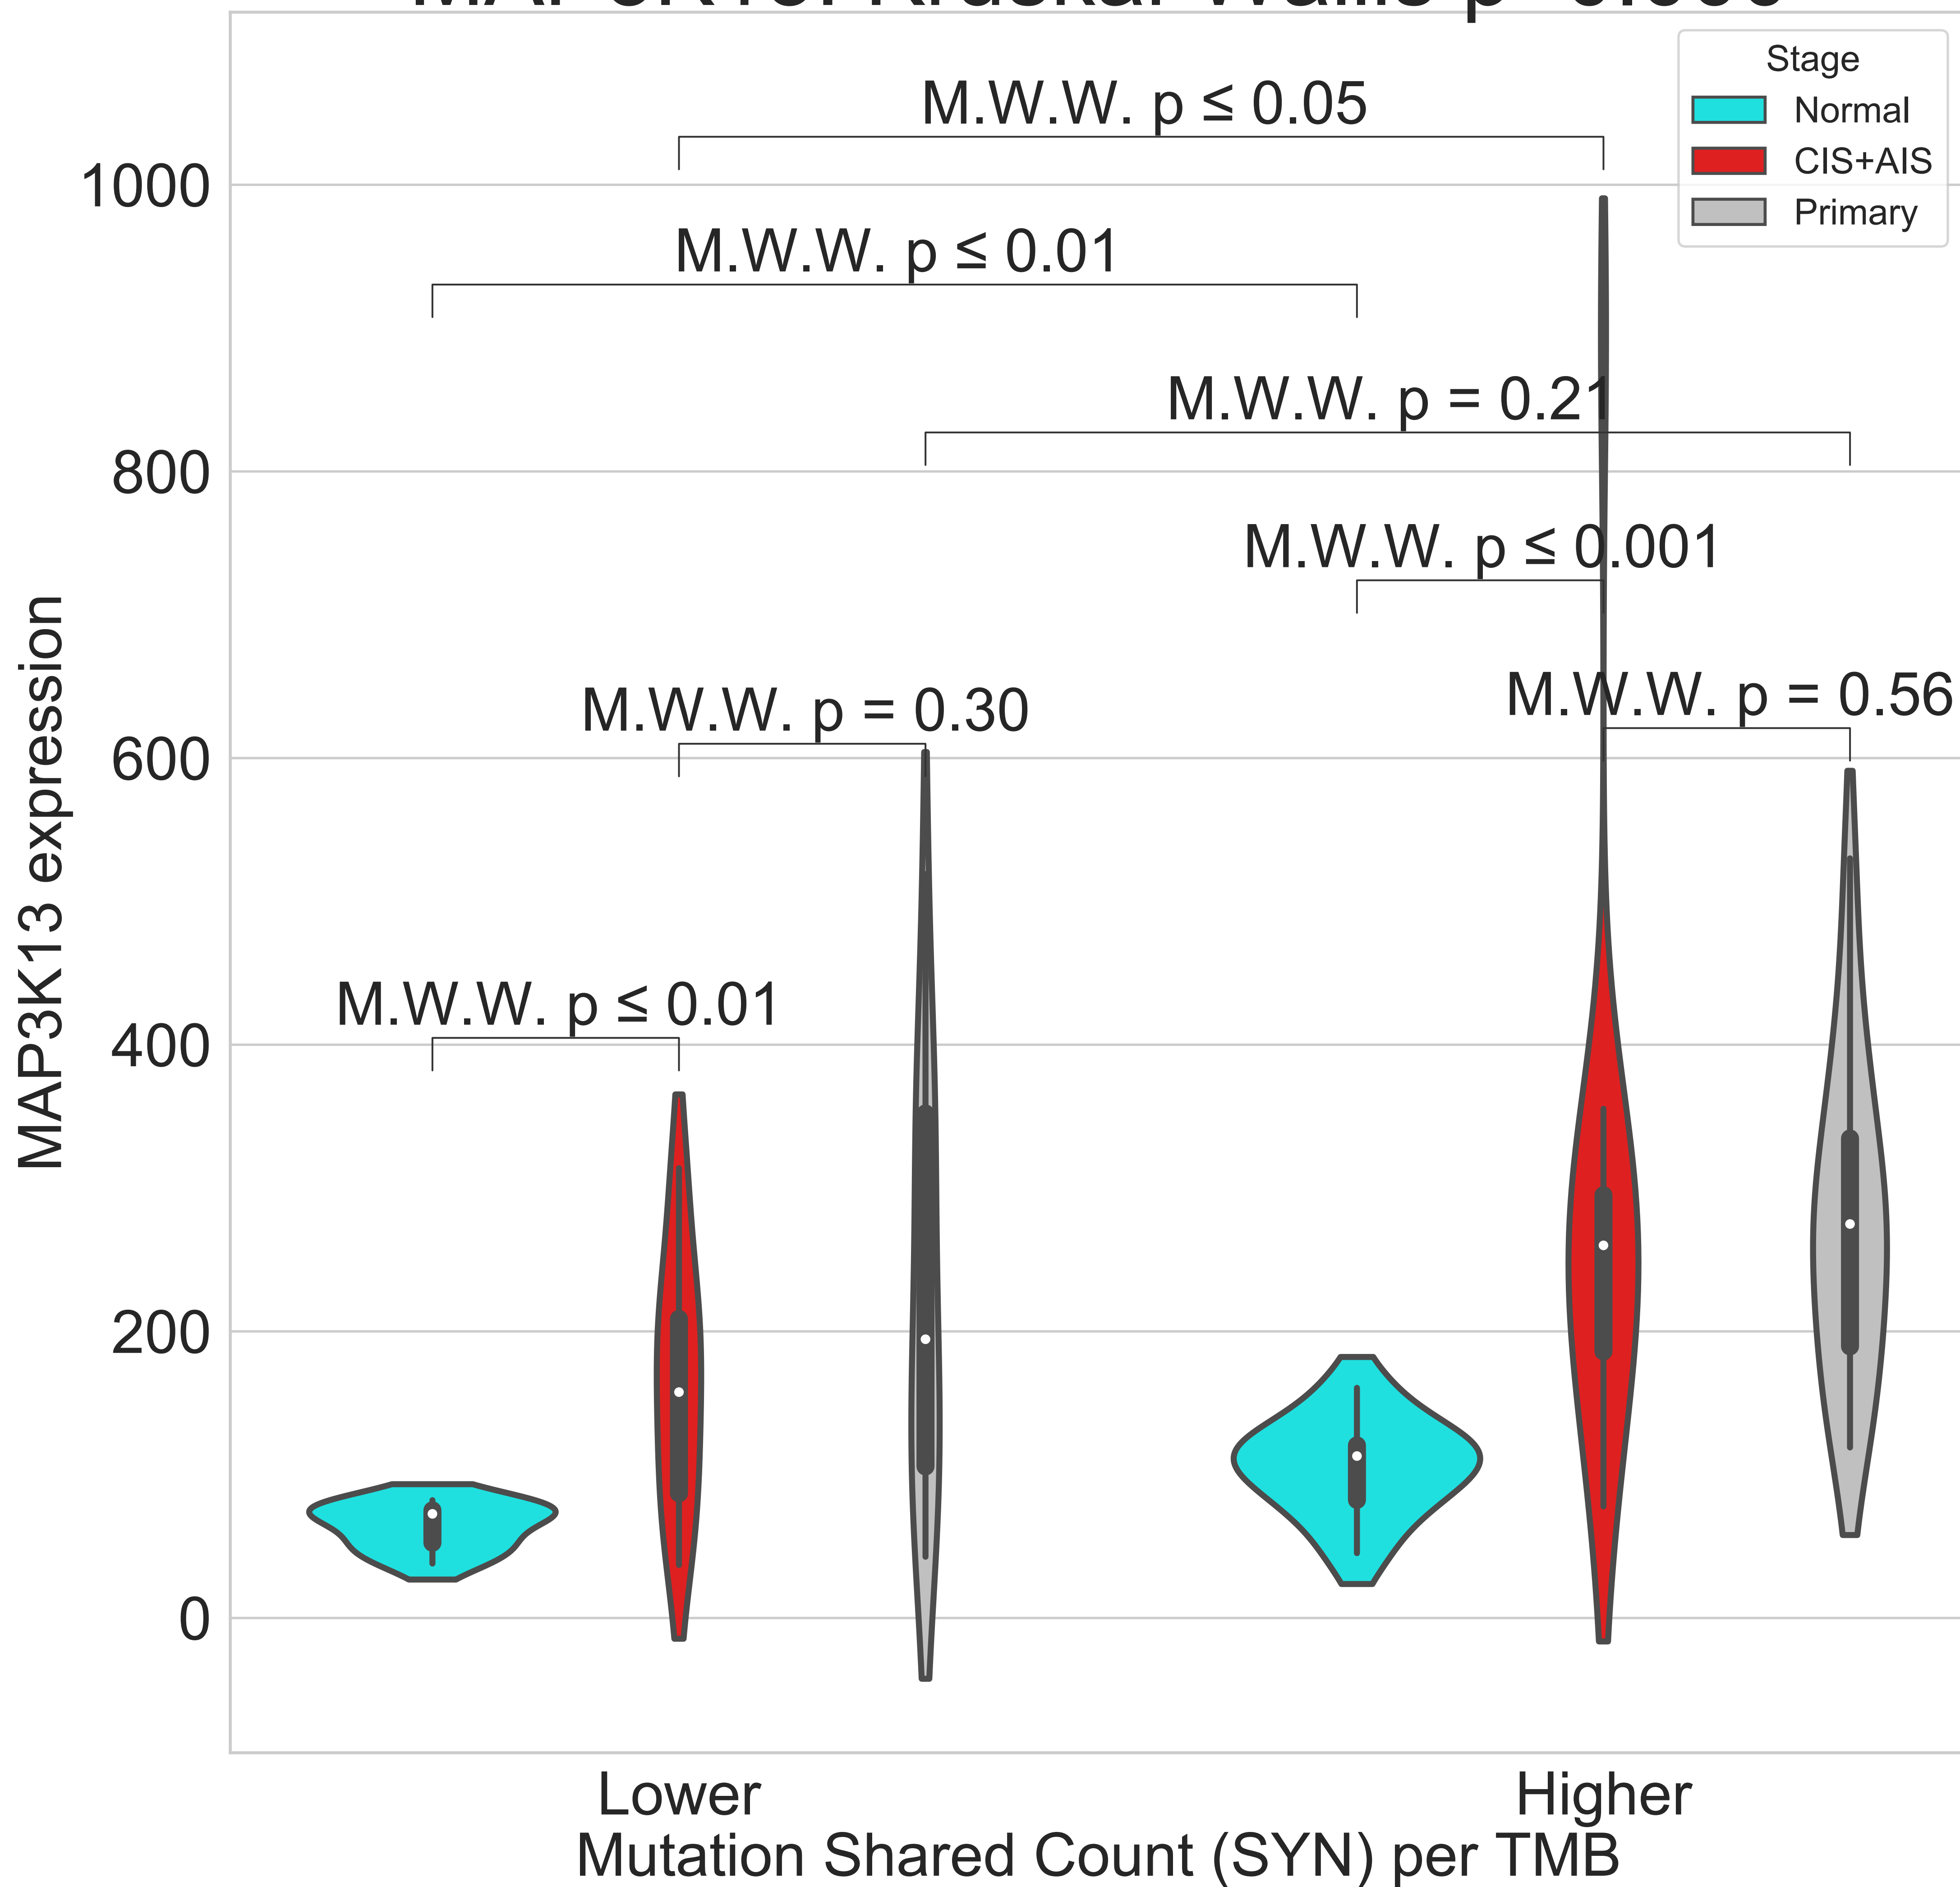 Stage
Normal
CIS+AIS
Primary
M.W.W. p ≤ 0.05
M.W.W. p ≤ 0.01
M.W.W. p = 0.21
M.W.W. p ≤ 0.001
M.W.W. p = 0.30
M.W.W. p = 0.56
M.W.W. p ≤ 0.01
1000
800
600
400
200
0
MAP3K13 expression
Lower
Higher
Mutation Shared Count (SYN) per TMB